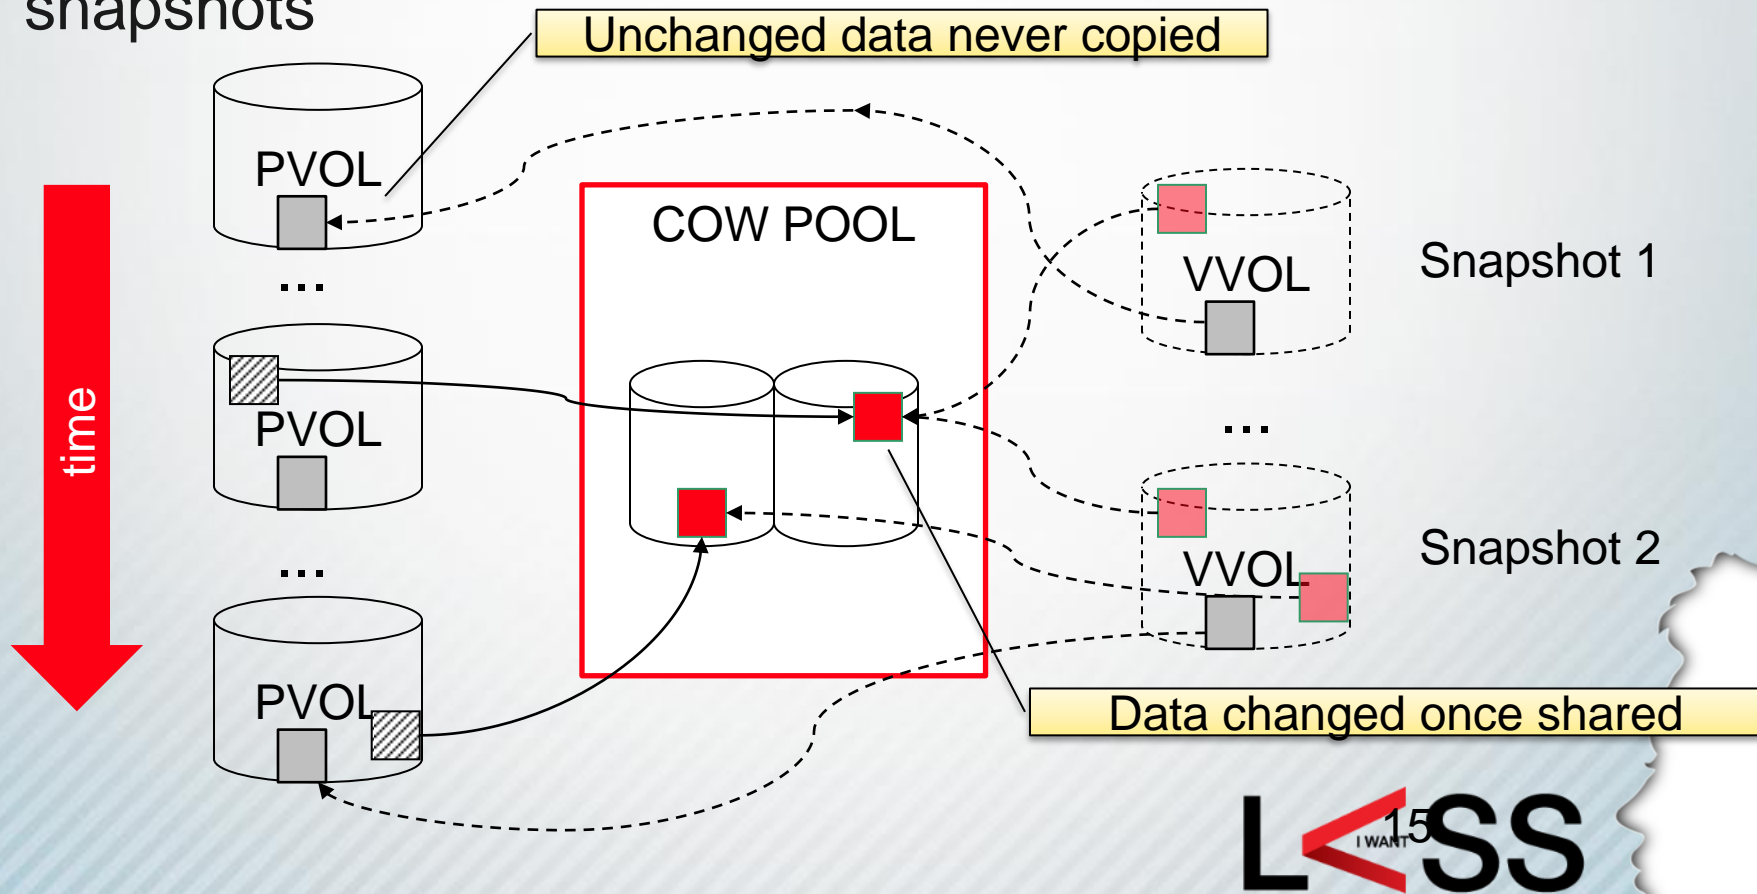 snapshots
Unchanged data never copied
PVOL
COW POOL
VVOL
Snapshot 1
...
time
PVOL
...
VVOL
Snapshot 2
...
PVOL
Data changed once shared
15
L<SS
I WANT